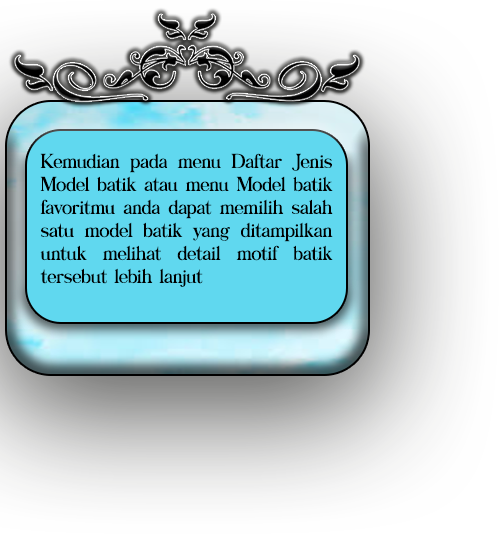 Kemudian pada menu Daftar Jenis
Model batik atau menu Model batik
favoritmu anda dapat memilih salah
satu model batik yang ditampilkan
untuk melihat detail motif batik
tersebut lebih lanjut